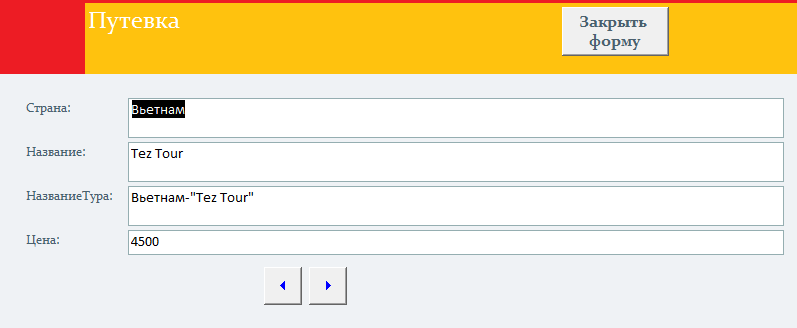 Путевка
Закрыть
форму
Страна:
Вьетнам
Название:
Tez Tour
НазваниеТура:
Вьетнам-"Tez Tour"
Цена:
4500